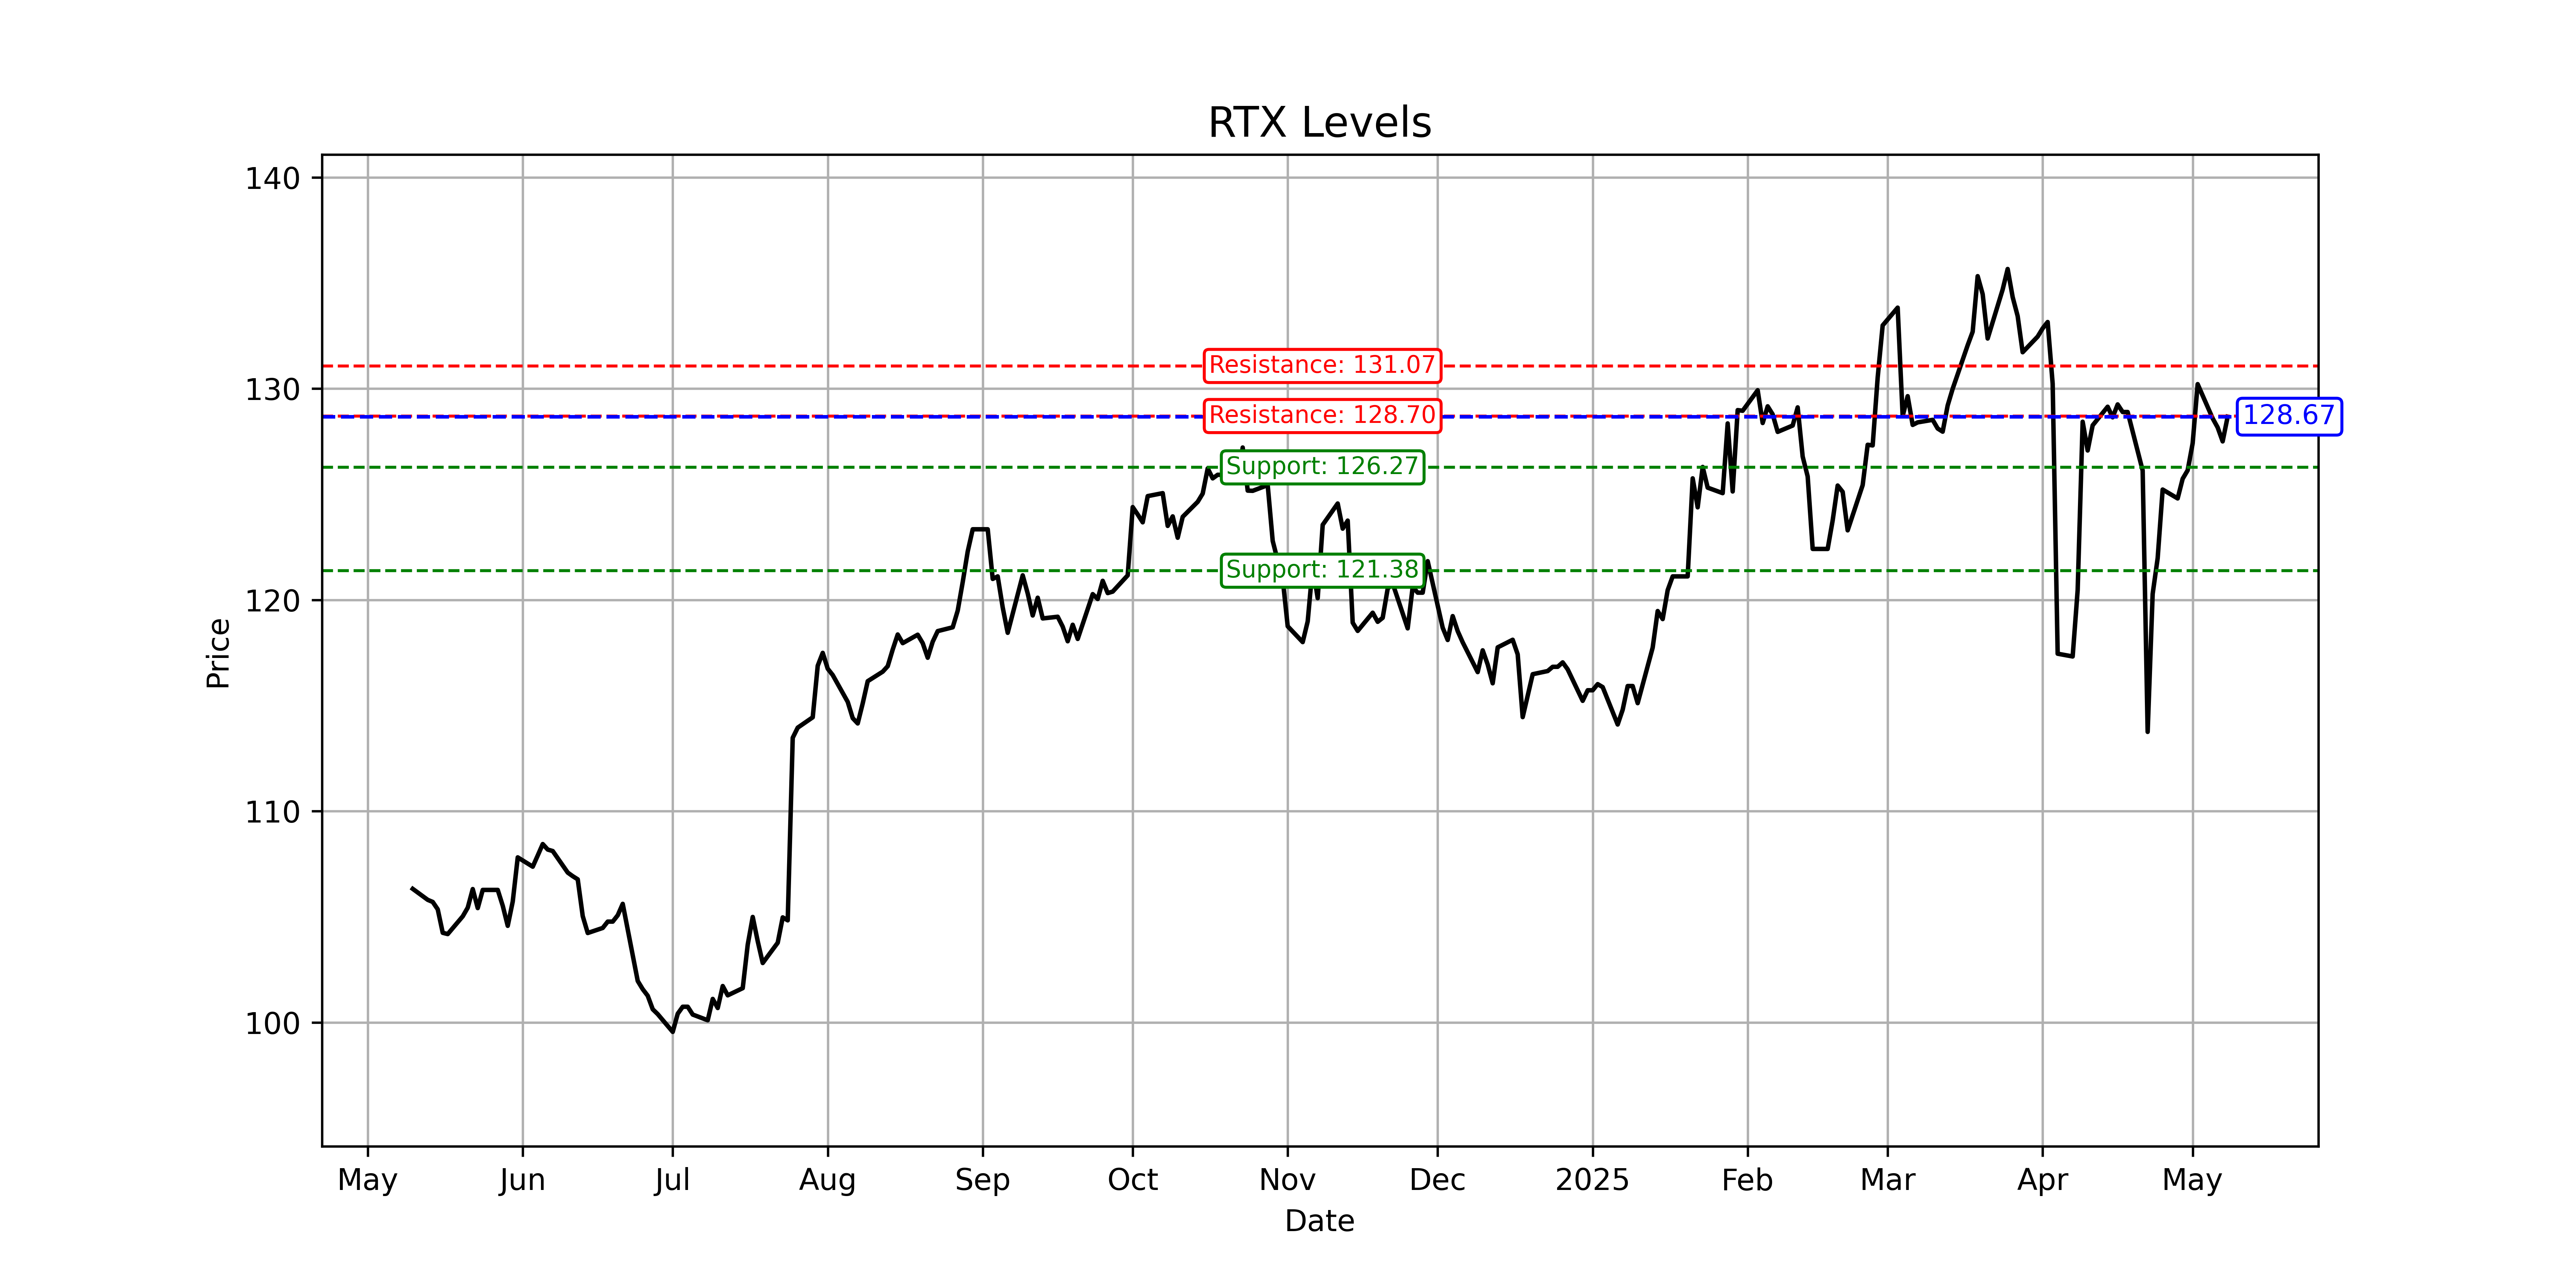 RTX Levels
140
130
120
110
100
Price
Resistance: 131.07
Resistance: 128.70
128.67
Support: 126.27
Support: 121.38
May Jun Jul Aug Sep Oct Nov Dec 2025 Feb Mar Apr May
Date